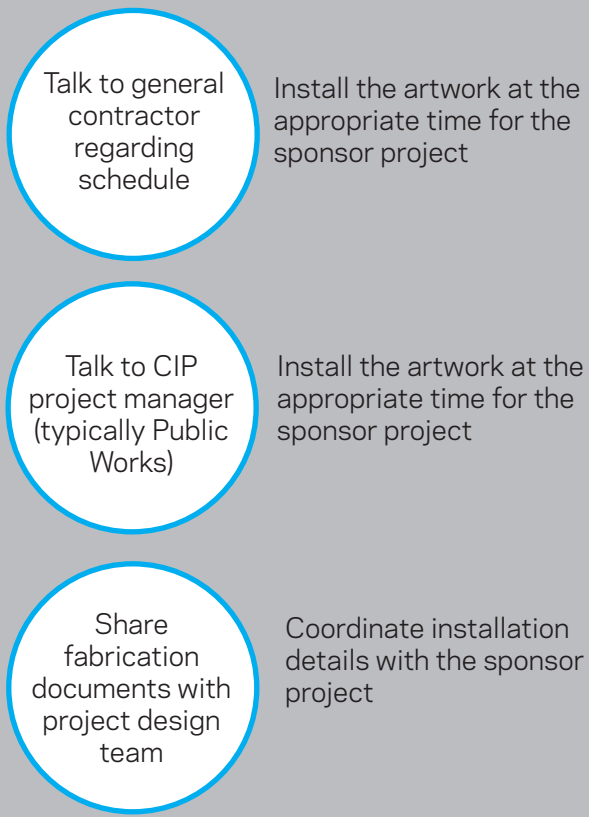 Talk to general
contractor
regarding
schedule
Install the artwork at the
appropriate time for the
sponsor project
Talk to CIP
project manager
(typically Public
Works)
Install the artwork at the
appropriate time for the
sponsor project
Share
fabrication
documents with
project design
team
Coordinate installation
details with the sponsor
project